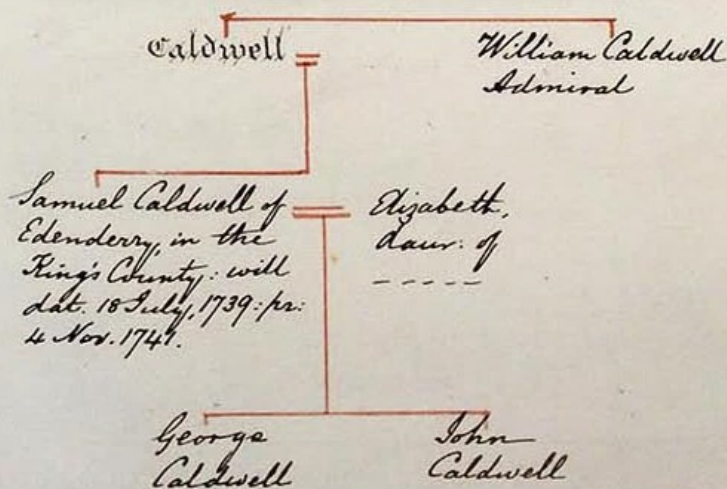 Caldwell
William Caldwell
Admiral
Samuel Caldwell of
Edenderry, in the
King's County: will
dat. 18 July, 1739: pr:
4 Nov. 1741.
Elizabeth,
daur: of
-----
George
Caldwell
John
Caldwell